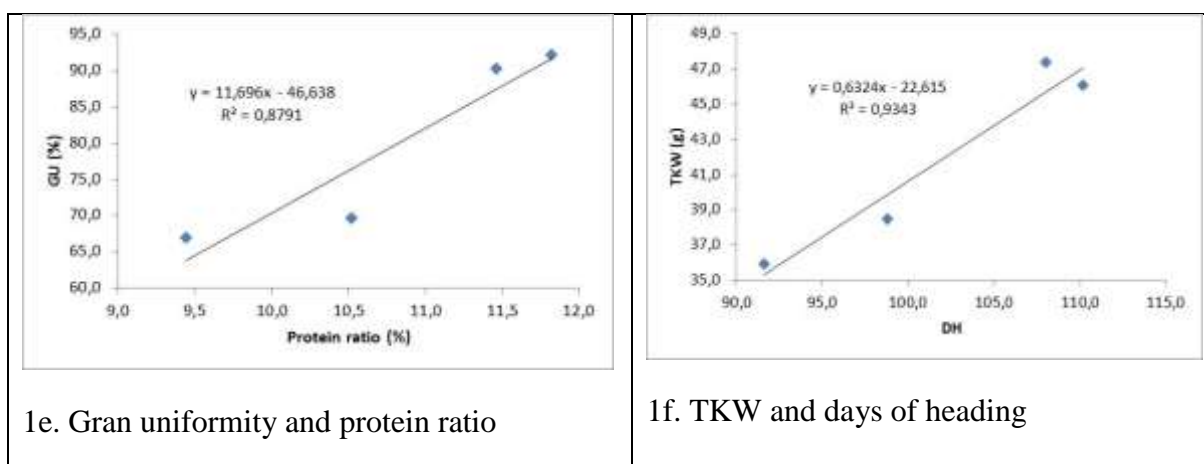 95,0
90,0
85,0
80,0
75,0
70,0
65,0
60,0
GU (%)
y = 11,696x - 46,638
R² = 0,8791
9,0 9,5 10,0 10,5 11,0 11,5 12,0
Protein ratio (%)
1e. Gran uniformity and protein ratio
49,0
47,0
45,0
43,0
41,0
39,0
37,0
35,0
TKW (g)
y = 0,6324x - 22,615
R² = 0,9343
90,0 95,0 100,0 105,0 110,0 115,0
DH
1f. TKW and days of heading